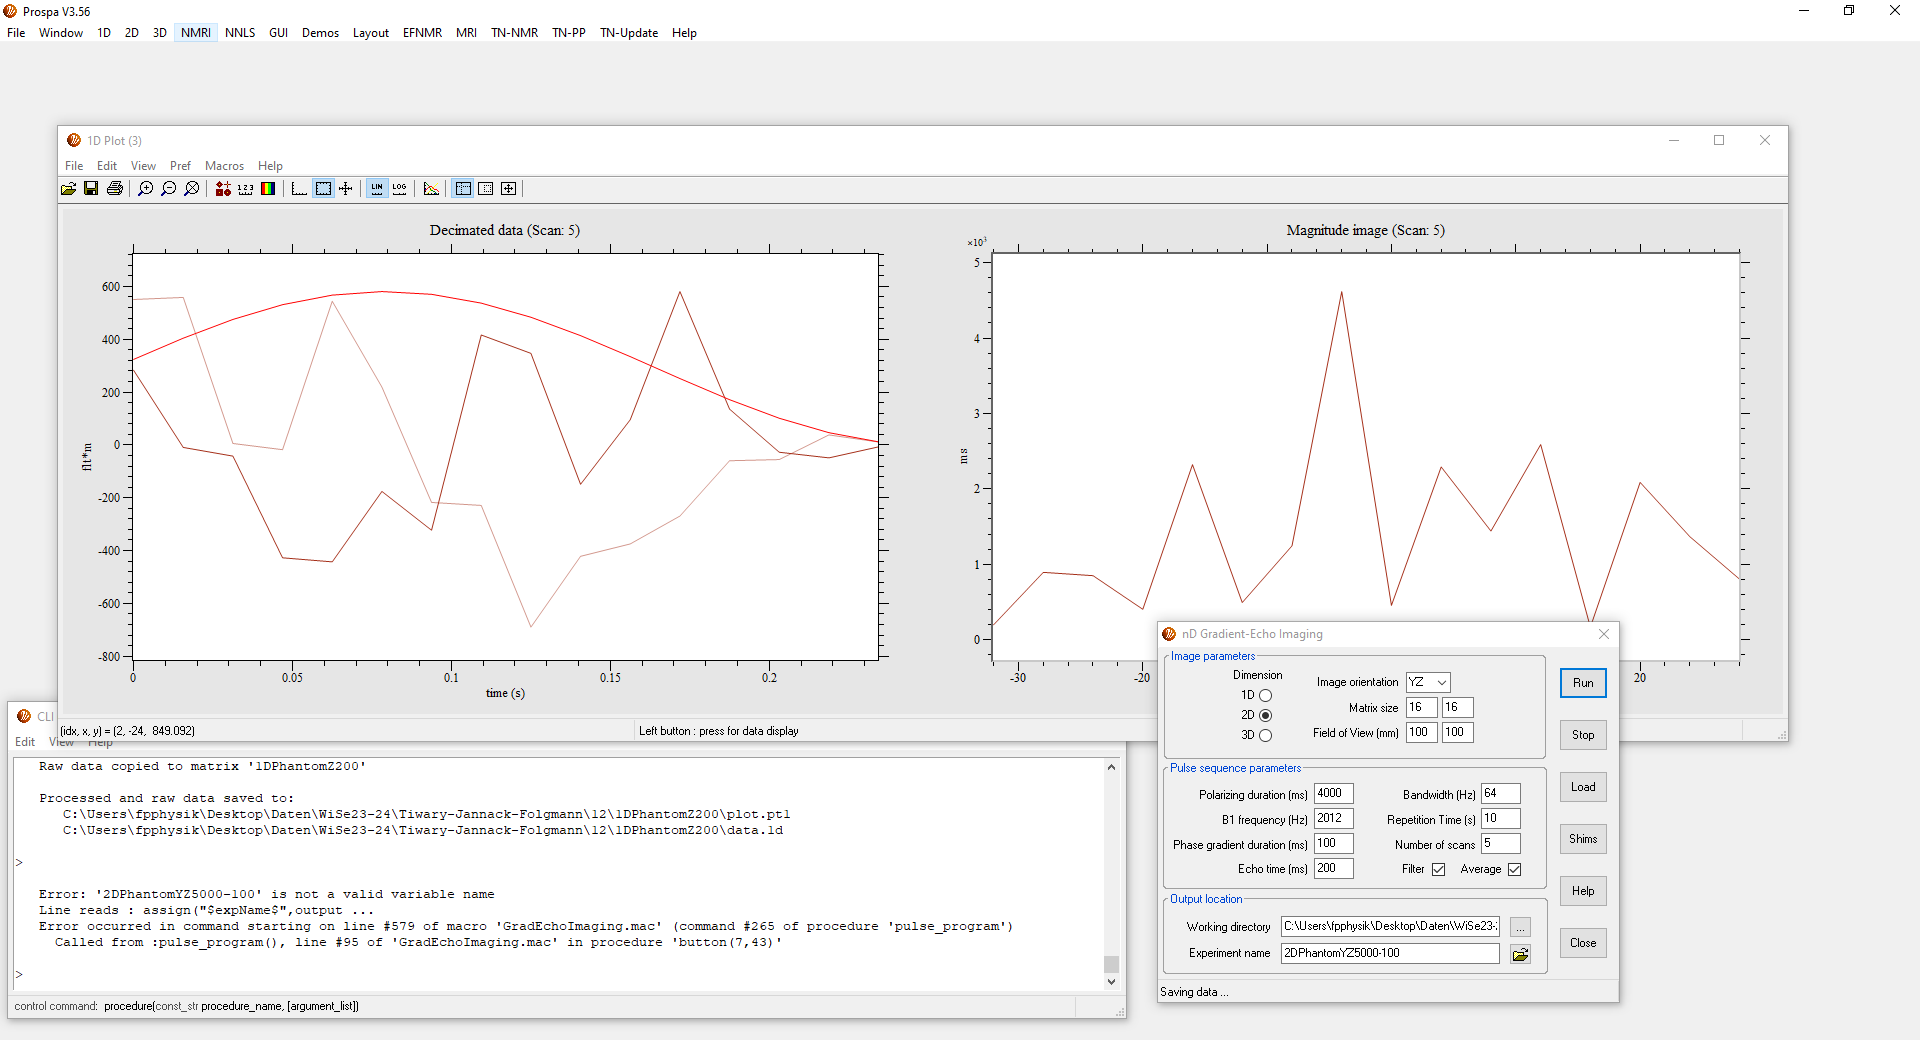 Prospa V3.56
File Window 1D 2D 3D NMRI NNLS GUI Demos Layout EFNMR MRI TN-NMR TN-PP TN-Update Help
1D Plot (3)
File Edit View Pref Macros Help
1 2 3 LIN LOG
Decimated data (Scan: 5)
600
400
200
0
-200
-400
-600
-800
flt*m
0 0.05 0.1 0.15 0.2
time (s)
Magnitude image (Scan: 5)
×10³
5
4
3
2
1
0
ms
-30 -20 20
(idx, x, y) = (2, -24, 849.092)
Left button : press for data display
CLI
Edit View Help
Raw data copied to matrix '1DPhantomZ200'
Processed and raw data saved to:
C:\Users\fpphysik\Desktop\Daten\WiSe23-24\Tiwary-Jannack-Folgmann\12\1DPhantomZ200\plot.pt1
C:\Users\fpphysik\Desktop\Daten\WiSe23-24\Tiwary-Jannack-Folgmann\12\1DPhantomZ200\data.1d
>
Error: '2DPhantomYZ5000-100' is not a valid variable name
Line reads : assign("$expName$",output ...
Error occurred in command starting on line #579 of macro 'GradEchoImaging.mac' (command #265 of procedure 'pulse_program')
Called from :pulse_program(), line #95 of 'GradEchoImaging.mac' in procedure 'button(7,43)'
>
control command: procedure(const_str procedure_name, [argument_list])
nD Gradient-Echo Imaging
Image parameters
Dimension
1D
2D
3D
Image orientation YZ
Matrix size 16 16
Field of View (mm) 100 100
Pulse sequence parameters
Polarizing duration (ms) 4000
B1 frequency (Hz) 2012
Phase gradient duration (ms) 100
Echo time (ms) 200
Bandwidth (Hz) 64
Repetition Time (s) 10
Number of scans 5
Filter Average
Output location
Working directory C:\Users\fpphysik\Desktop\Daten\WiSe23-: ...
Experiment name 2DPhantomYZ5000-100
Saving data ...
Run
Stop
Load
Shims
Help
Close